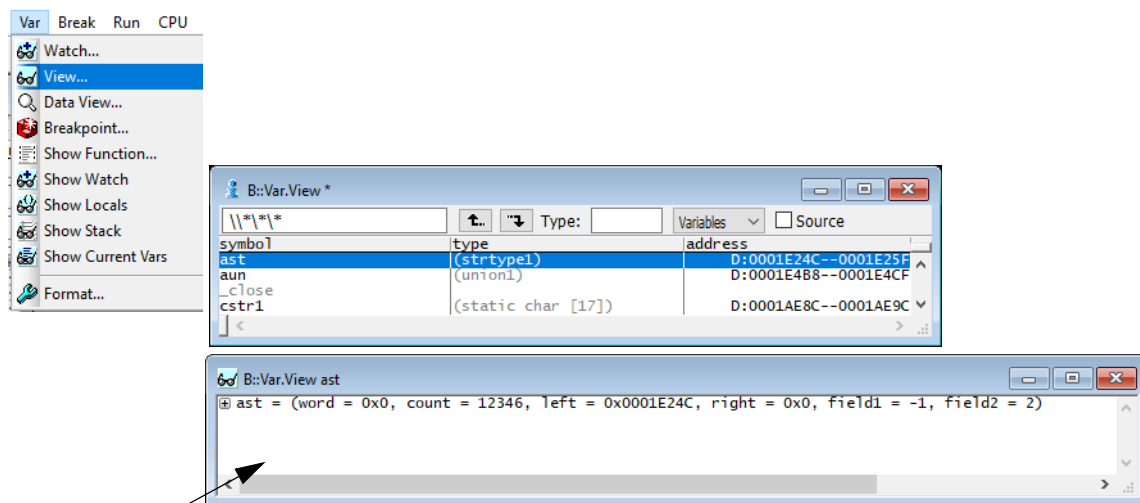 Var Break Run CPU
Watch...
View...
Data View...
Breakpoint...
Show Function...
Show Watch
Show Locals
Show Stack
Show Current Vars
Format...
B::Var.View *
\\*\*\* Type: Variables Source
symbol type address
ast (strtype1) D:0001E24C--0001E25F
aun (union1) D:0001E4B8--0001E4CF
_close
cstr1 (static char [17]) D:0001AE8C--0001AE9C
B::Var.View ast
ast = (word = 0x0, count = 12346, left = 0x0001E24C, right = 0x0, field1 = -1, field2 = 2)